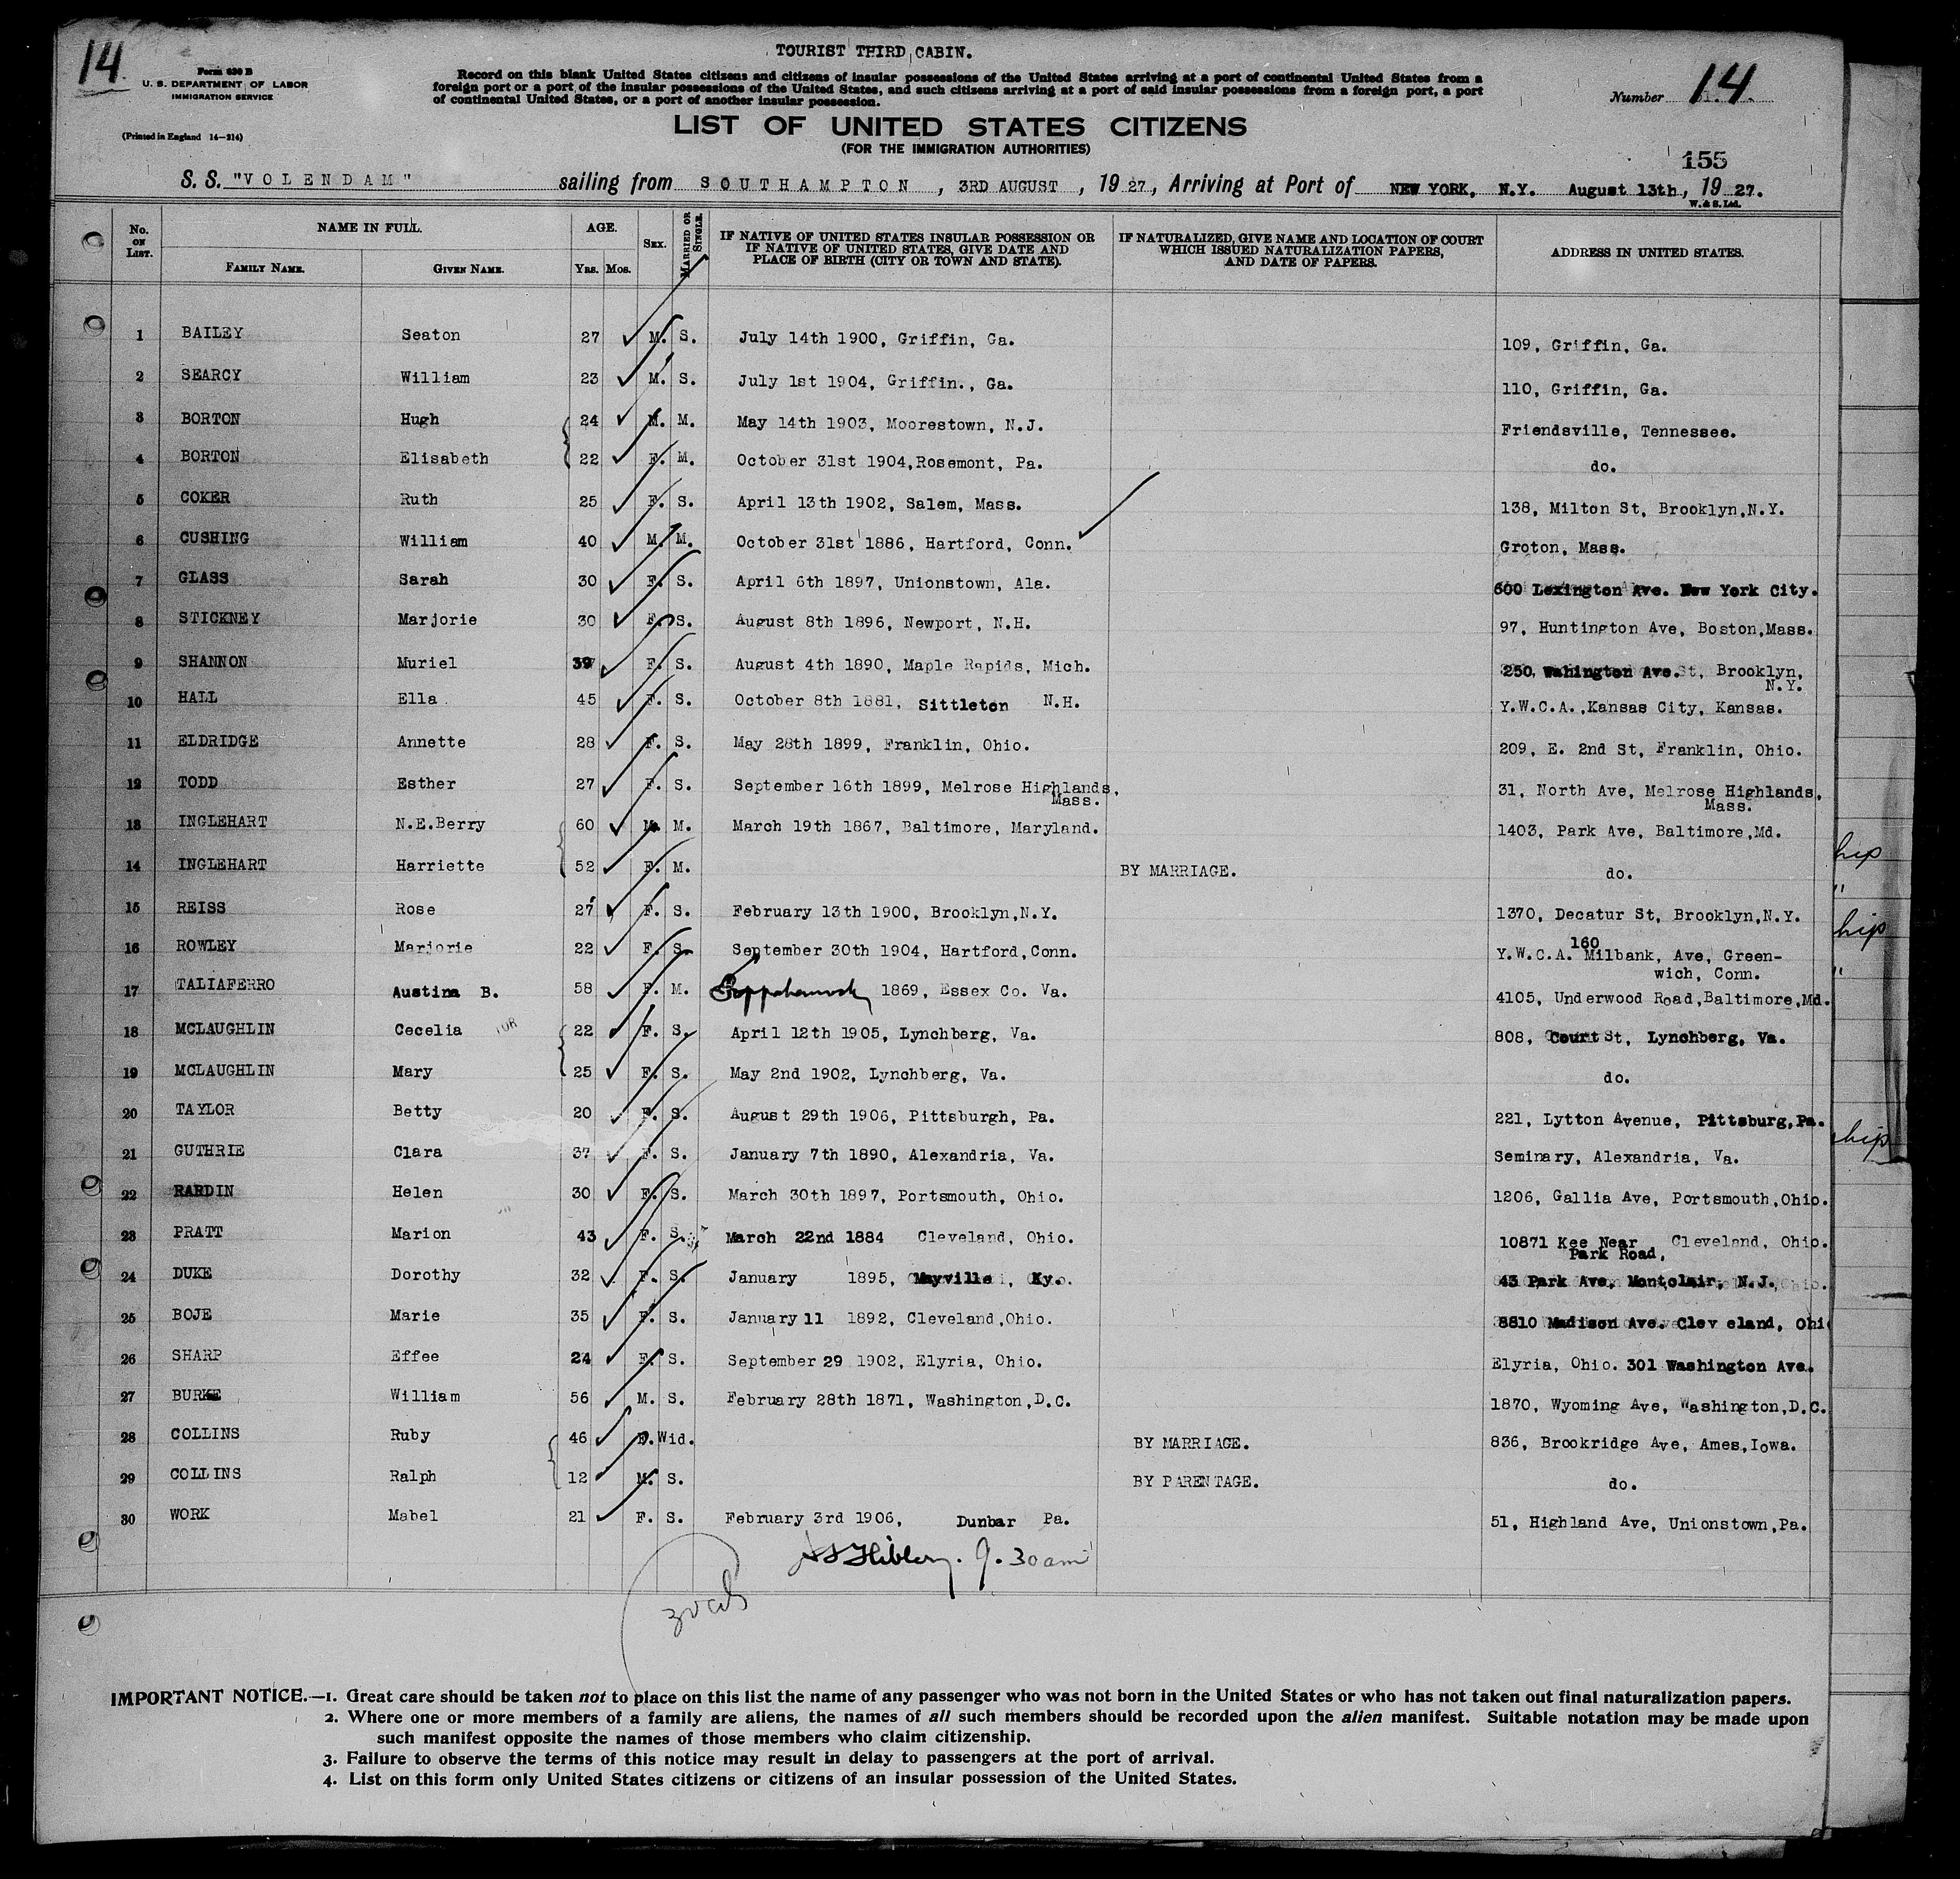 14
TOURIST THIRD CABIN.
Form 630 B
U. S. DEPARTMENT OF LABOR
IMMIGRATION SERVICE
(Printed in England 14—214)
Record on this blank United States citizens and citizens of insular possessions of the United States arriving at a port of continental United States from a
foreign port or a port of the insular possessions of the United States, and such citizens arriving at a port of said insular possessions from a foreign port, a port
of continental United States, or a port of another insular possession.
Number 14
LIST OF UNITED STATES CITIZENS
(FOR THE IMMIGRATION AUTHORITIES)
155
S. S. "VOLENDAM" sailing from SOUTHAMPTON, 3RD AUGUST, 1927, Arriving at Port of NEW YORK, N.Y. August 13th, 1927.
W. & S. Ltd.
No. ON LIST. NAME IN FULL. AGE. SEX. MARRIED OR SINGLE. IF NATIVE OF UNITED STATES INSULAR POSSESSION OR IF NATIVE OF UNITED STATES, GIVE DATE AND PLACE OF BIRTH (CITY OR TOWN AND STATE). IF NATURALIZED, GIVE NAME AND LOCATION OF COURT WHICH ISSUED NATURALIZATION PAPERS, AND DATE OF PAPERS. ADDRESS IN UNITED STATES.
FAMILY NAME. GIVEN NAME. YRS. MOS.
1 BAILEY Seaton 27 M. S. July 14th 1900, Griffin, Ga. 109, Griffin, Ga.
2 SEARCY William 23 M. S. July 1st 1904, Griffin., Ga. 110, Griffin, Ga.
3 BORTON Hugh 24 M. M. May 14th 1903, Moorestown, N.J. Friendsville, Tennessee.
4 BORTON Elisabeth 22 F. M. October 31st 1904,Rosemont, Pa. do.
5 COKER Ruth 25 F. S. April 13th 1902, Salem, Mass. 138, Milton St, Brooklyn,N.Y.
6 CUSHING William 40 M. M. October 31st 1886, Hartford, Conn. Groton, Mass.
7 GLASS Sarah 30 F. S. April 6th 1897, Unionstown, Ala. 600 Lexington Ave. New York City.
8 STICKNEY Marjorie 30 F. S. August 8th 1896, Newport, N.H. 97, Huntington Ave, Boston,Mass.
9 SHANNON Muriel F. S. August 4th 1890, Maple Rapids, Mich. 250, Wahington Ave. St, Brooklyn,
N.Y.
10 HALL Ella 45 F. S. October 8th 1881, Sittleton N.H. Y.W.C.A.,Kansas City, Kansas.
11 ELDRIDGE Annette 28 F. S. May 28th 1899, Franklin, Ohio. 209, E. 2nd St, Franklin, Ohio.
12 TODD Esther 27 F. S. September 16th 1899, Melrose Highlands, 31, North Ave, Melrose Highlands,
Mass. Mass.
13 INGLEHART N.E.Berry 60 M. M. March 19th 1867, Baltimore, Maryland. 1403, Park Ave, Baltimore,Md.
14 INGLEHART Harriette 52 F. M. BY MARRIAGE. do.
15 REISS Rose 27 F. S. February 13th 1900, Brooklyn,N.Y. 1370, Decatur St, Brooklyn,N.Y.
16 ROWLEY Marjorie 22 F. S. September 30th 1904, Hartford,Conn. Y.W.C.A. 160 Milbank, Ave, Green-
wich, Conn.
17 TALIAFERRO Austina B. 58 F. M. 1869, Essex Co. Va. 4105, Underwood Road,Baltimore,Md.
18 MCLAUGHLIN Cecelia 22 F. S. April 12th 1905, Lynchberg, Va. 808, Court St, Lynchberg, Va.
19 MCLAUGHLIN Mary 25 F. S. May 2nd 1902, Lynchberg, Va. do.
20 TAYLOR Betty 20 F. S. August 29th 1906, Pittsburgh, Pa. 221, Lytton Avenue, Pittsburg,Pa.
21 GUTHRIE Clara 37 F. S. January 7th 1890, Alexandria, Va. Seminary, Alexandria, Va.
22 RARDIN Helen 30 F. S. March 30th 1897, Portsmouth, Ohio. 1206, Gallia Ave, Portsmouth,Ohio.
23 PRATT Marion 43 F. S. March 22nd 1884 Cleveland, Ohio. 10871 Kee Near Cleveland, Ohio.
Park Road,
24 DUKE Dorothy 32 F. S. January 1895, Mayville, Ky. 43 Park Ave, Montclair, N.J.
25 BOJE Marie 35 F. S. January 11 1892, Cleveland,Ohio. 8810 Madison Ave. Clev eland, Ohi
26 SHARP Effee 24 F. S. September 29 1902, Elyria, Ohio. Elyria, Ohio. 301 Washington Ave.
27 BURKE William 56 M. S. February 28th 1871, Washington,D.C. 1870, Wyoming Ave, Washington,D.C.
28 COLLINS Ruby 46 F. Wid. BY MARRIAGE. 836, Brookridge Ave, Ames,Iowa.
29 COLLINS Ralph 12 M. S. BY PARENTAGE. do.
30 WORK Mabel 21 F. S. February 3rd 1906, Dunbar Pa. 51, Highland Ave, Unionstown,Pa.
9.30am
IMPORTANT NOTICE.—1. Great care should be taken not to place on this list the name of any passenger who was not born in the United States or who has not taken out final naturalization papers.
2. Where one or more members of a family are aliens, the names of all such members should be recorded upon the alien manifest. Suitable notation may be made upon
such manifest opposite the names of those members who claim citizenship.
3. Failure to observe the terms of this notice may result in delay to passengers at the port of arrival.
4. List on this form only United States citizens or citizens of an insular possession of the United States.